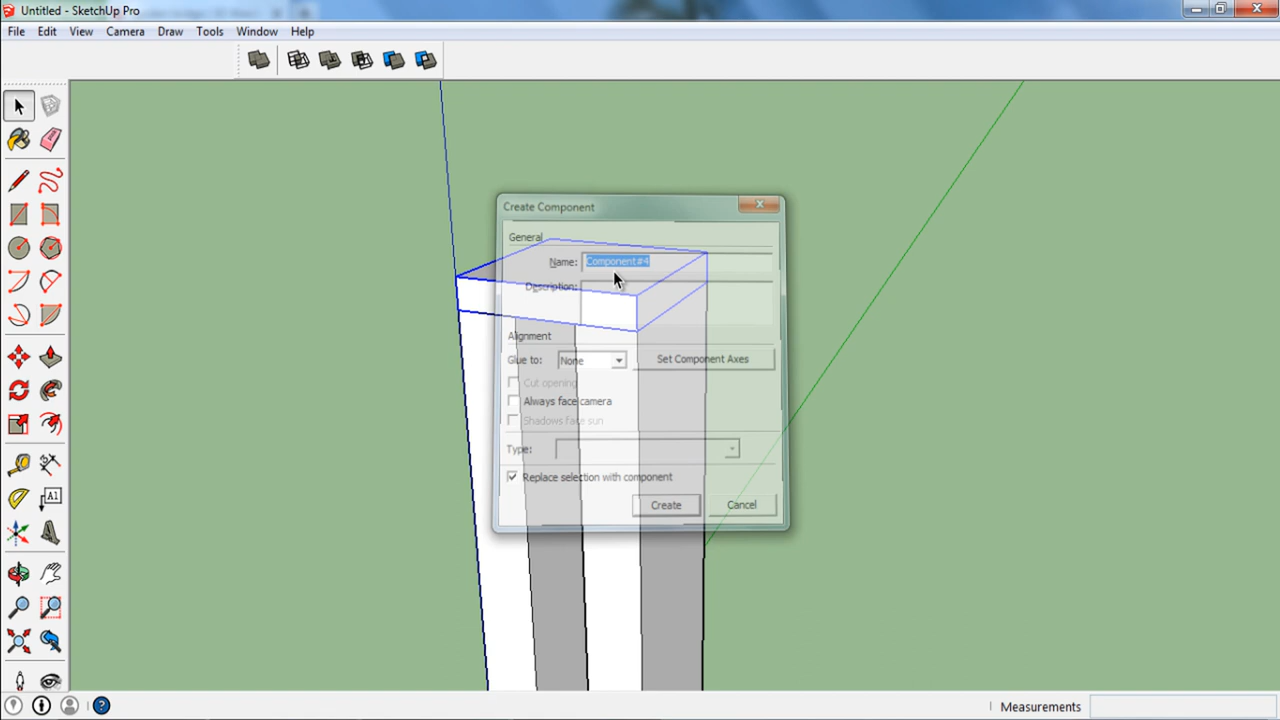 Untitled - SketchUp Pro
File Edit View Camera Draw Tools Window Help
Create Component
General
Name: Component#4
Description:
Alignment
Glue to: None Set Component Axes
Cut opening
Always face camera
Shadows face sun
Type:
Replace selection with component
Create Cancel
A1
Measurements